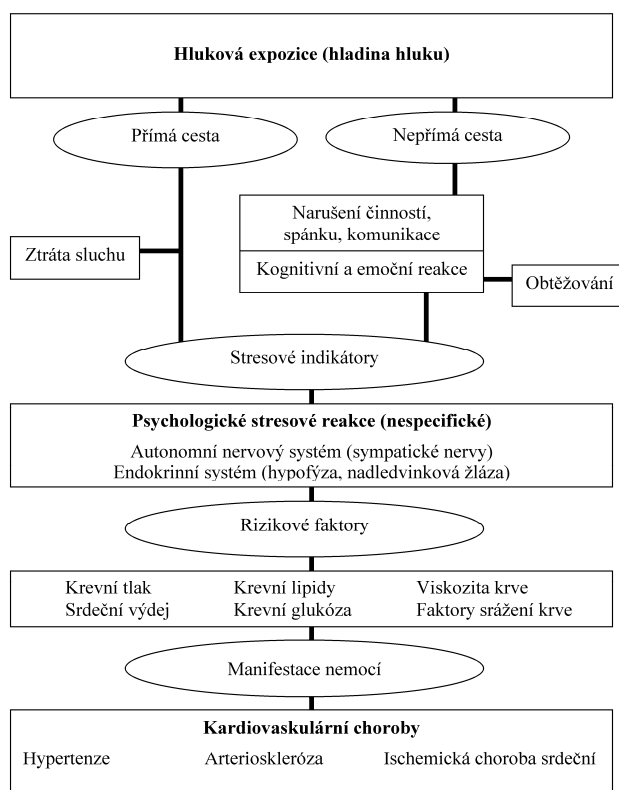 Hluková expozice (hladina hluku)
Přímá cesta
Nepřímá cesta
Narušení činností,
spánku, komunikace
Ztráta sluchu
Kognitivní a emoční reakce
Obtěžování
Stresové indikátory
Psychologické stresové reakce (nespecifické)
Autonomní nervový systém (sympatické nervy)
Endokrinní systém (hypofýza, nadledvinková žláza)
Rizikové faktory
Krevní tlak Krevní lipidy Viskozita krve
Srdeční výdej Krevní glukóza Faktory srážení krve
Manifestace nemocí
Kardiovaskulární choroby
Hypertenze Arterioskleróza Ischemická choroba srdeční